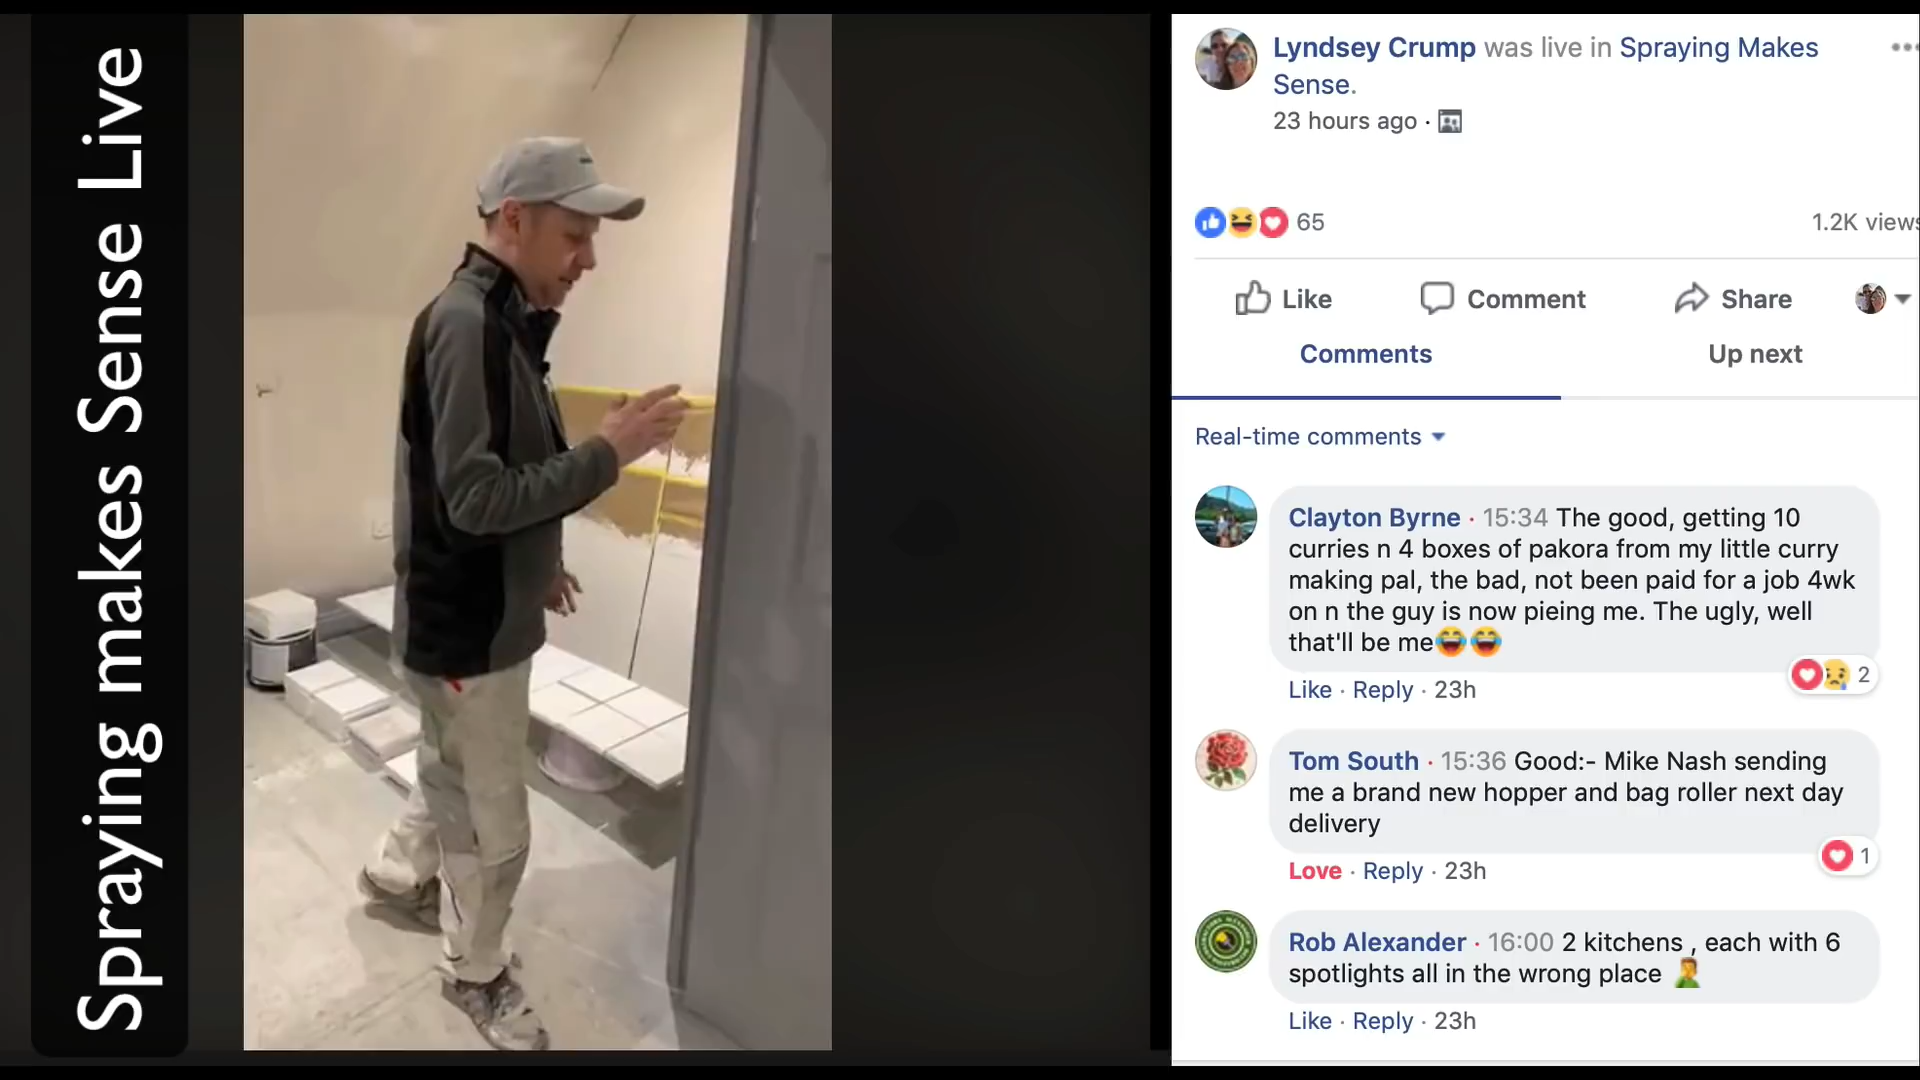 Spraying makes Sense Live
Lyndsey Crump was live in Spraying Makes
Sense.
23 hours ago ·
65
1.2K views
Like
Comment
Share
Comments
Up next
Real-time comments
Clayton Byrne · 15:34 The good, getting 10
curries n 4 boxes of pakora from my little curry
making pal, the bad, not been paid for a job 4wk
on n the guy is now pieing me. The ugly, well
that'll be me😂😂
2
Like · Reply · 23h
Tom South · 15:36 Good:- Mike Nash sending
me a brand new hopper and bag roller next day
delivery
1
Love · Reply · 23h
Rob Alexander · 16:00 2 kitchens , each with 6
spotlights all in the wrong place 🤦
Like · Reply · 23h